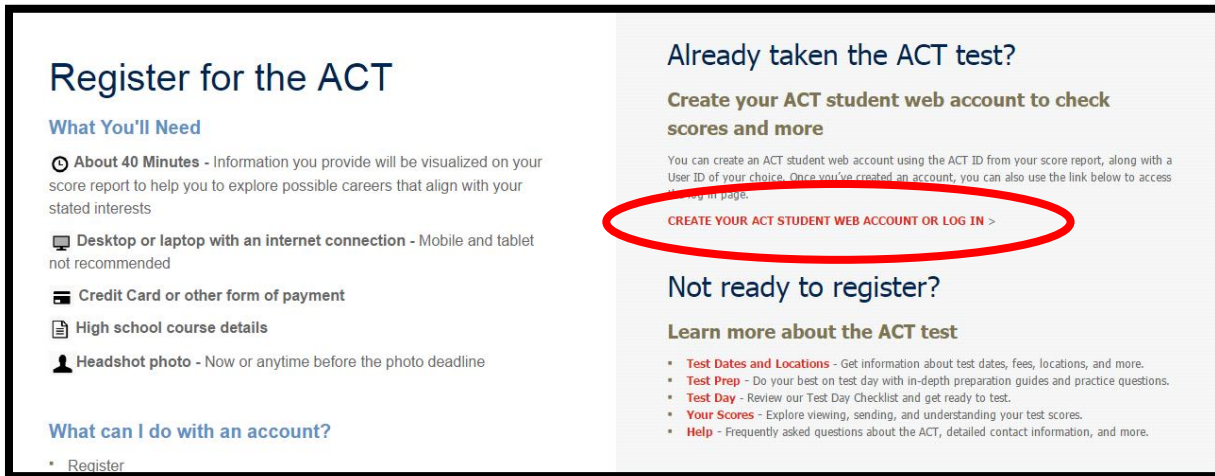 Register for the ACT
What You'll Need
About 40 Minutes - Information you provide will be visualized on your
score report to help you to explore possible careers that align with your
stated interests
Desktop or laptop with an internet connection - Mobile and tablet
not recommended
Credit Card or other form of payment
High school course details
Headshot photo - Now or anytime before the photo deadline
What can I do with an account?
Register
Already taken the ACT test?
Create your ACT student web account to check
scores and more
You can create an ACT student web account using the ACT ID from your score report, along with a
User ID of your choice. Once you've created an account, you can also use the link below to access
the log in page.
CREATE YOUR ACT STUDENT WEB ACCOUNT OR LOG IN >
Not ready to register?
Learn more about the ACT test
Test Dates and Locations - Get information about test dates, fees, locations, and more.
Test Prep - Do your best on test day with in-depth preparation guides and practice questions.
Test Day - Review our Test Day Checklist and get ready to test.
Your Scores - Explore viewing, sending, and understanding your test scores.
Help - Frequently asked questions about the ACT, detailed contact information, and more.